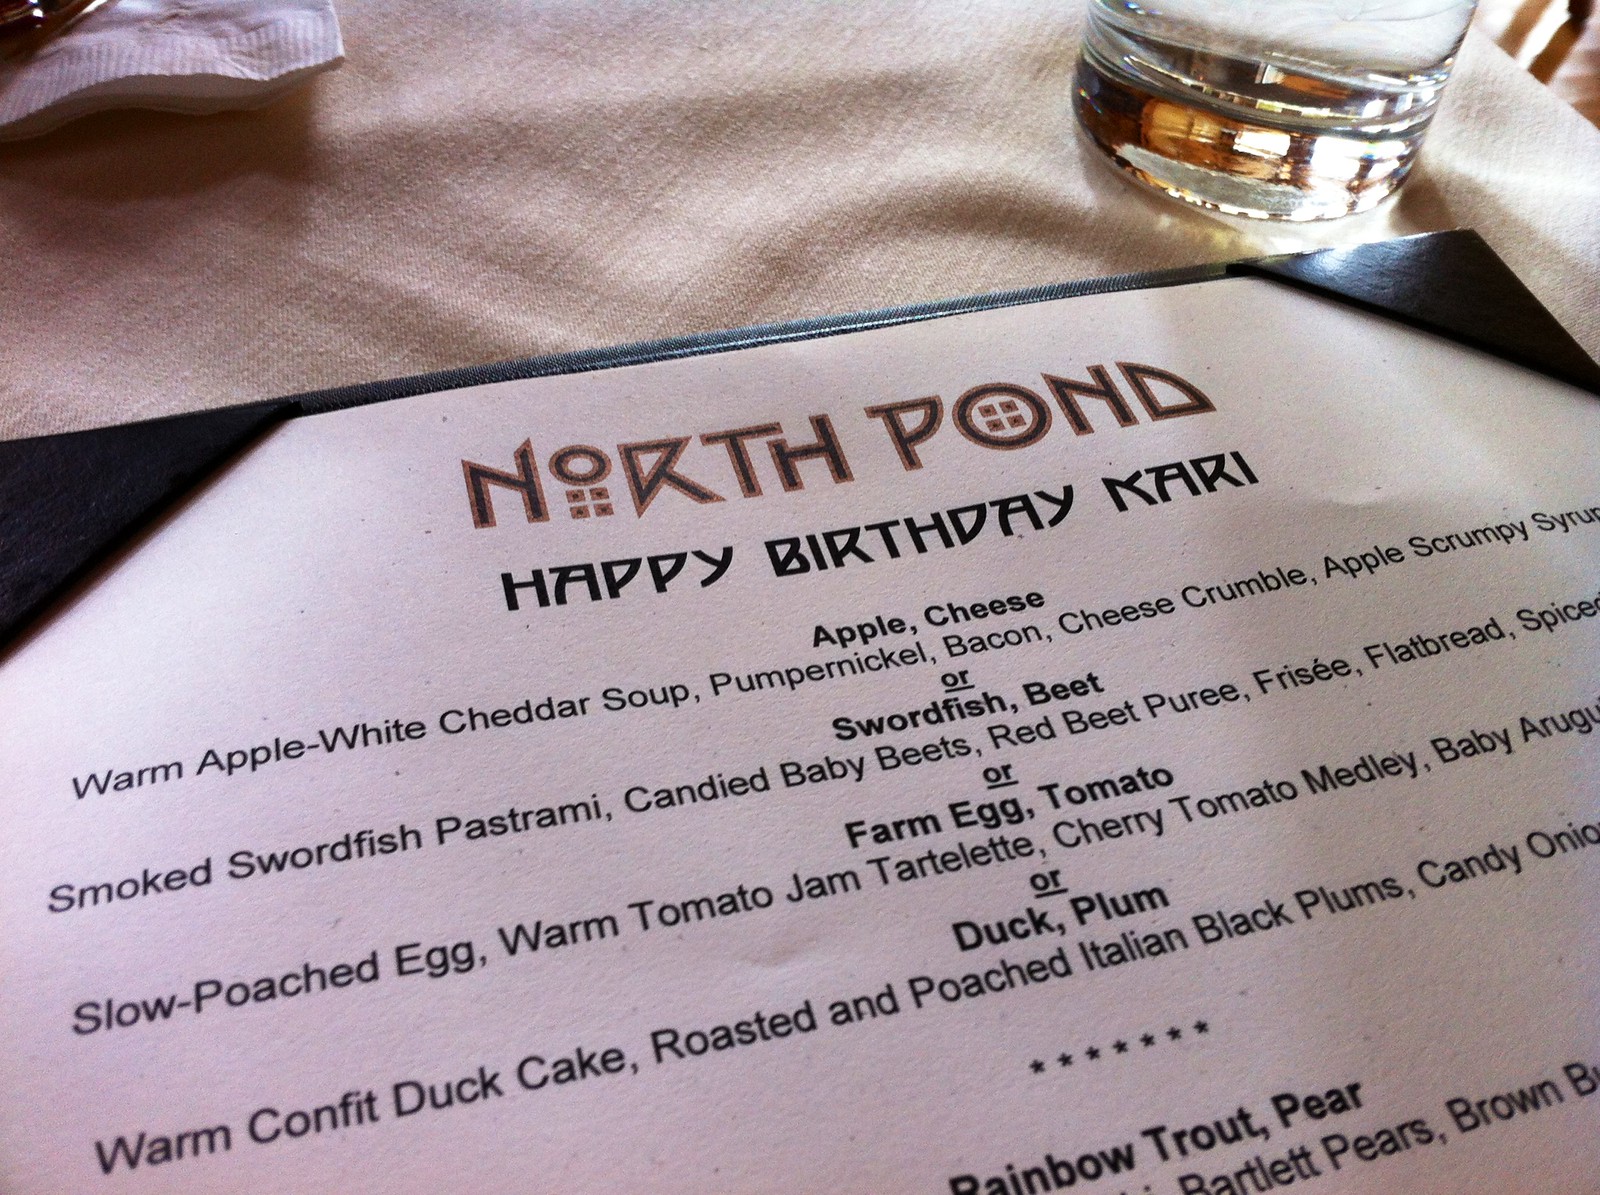 NORTH POND
HAPPY BIRTHDAY KARI
Apple, Cheese
Warm Apple-White Cheddar Soup, Pumpernickel, Bacon, Cheese Crumble, Apple Scrumpy Syrup
or
Swordfish, Beet
Smoked Swordfish Pastrami, Candied Baby Beets, Red Beet Puree, Frisée, Flatbread, Spiced
or
Farm Egg, Tomato
Slow-Poached Egg, Warm Tomato Jam Tartelette, Cherry Tomato Medley, Baby
or
Duck, Plum
Warm Confit Duck Cake, Roasted and Poached Italian Black Plums, Candy
* * * * * * *
Rainbow Trout, Pear
Bartlett Pears, Brown